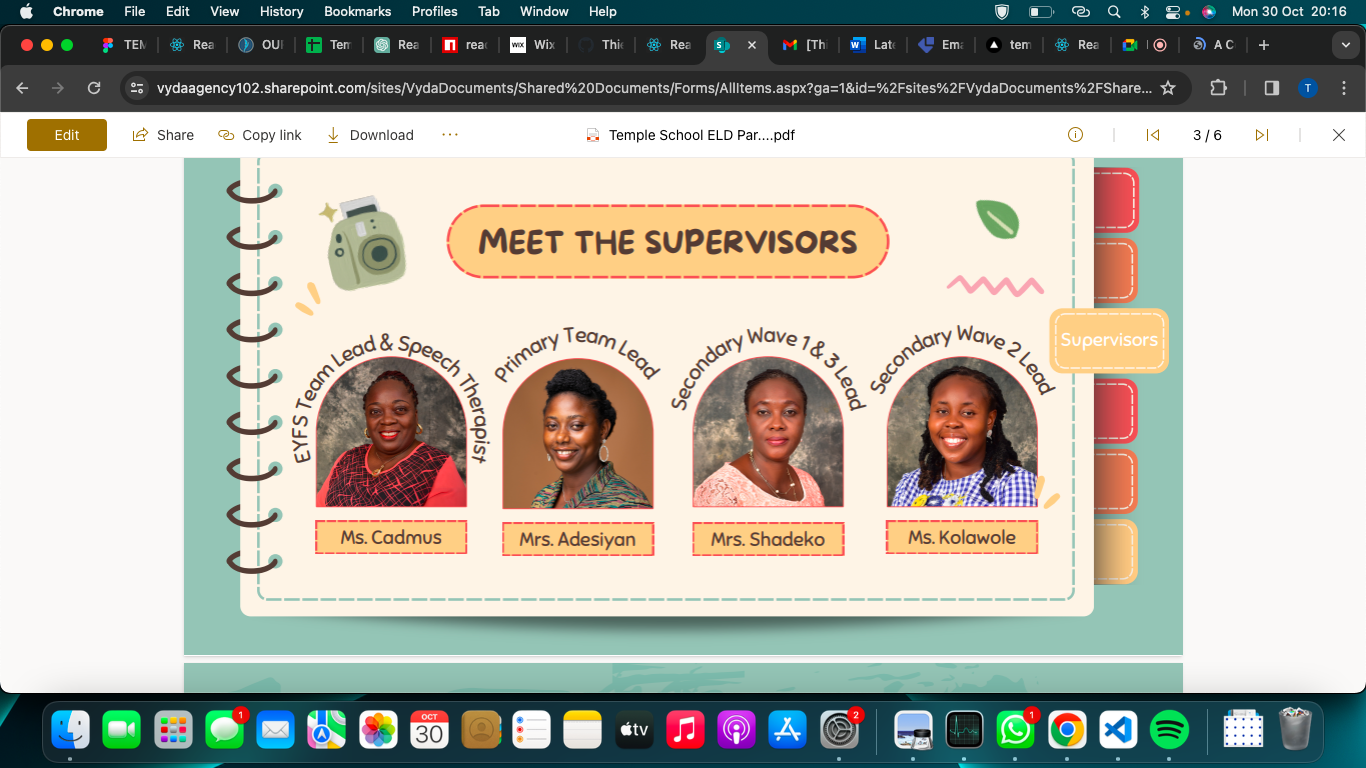 Chrome File Edit View History Bookmarks Profiles Tab Window Help Mon 30 Oct 20:16
TEM Rea OUI Tem Rea reac Wix Thi Rea [Thi Late Ema tem Rea A C
vydaagency102.sharepoint.com/sites/VydaDocuments/Shared%20Documents/Forms/AllItems.aspx?ga=1&id=%2Fsites%2FVydaDocuments%2FShare... T
Edit Share Copy link Download ... Temple School ELD Par....pdf 3 / 6
MEET THE SUPERVISORS
Supervisors
EYFS Team Lead & Speech Therapist
Primary Team Lead
Secondary Wave 1 & 3 Lead
Secondary Wave 2 Lead
Ms. Cadmus
Mrs. Adesiyan
Mrs. Shadeko
Ms. Kolawole
1
OCT
30
tv
2
1